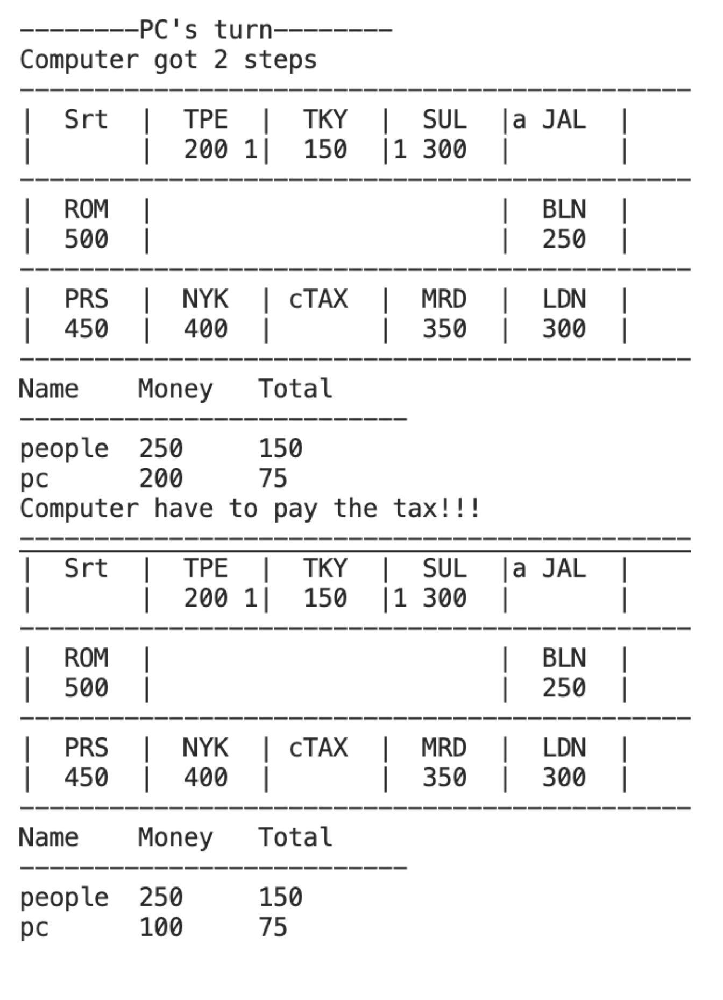 --------PC's turn--------
Computer got 2 steps
---------------------------------------------
|  Srt  |  TPE  |  TKY  |  SUL  |a JAL  |
|       |  200 1|  150  |1 300  |       |
---------------------------------------------
|  ROM  |                       |  BLN  |
|  500  |                       |  250  |
---------------------------------------------
|  PRS  |  NYK  | cTAX  |  MRD  |  LDN  |
|  450  |  400  |       |  350  |  300  |
---------------------------------------------
Name    Money   Total
--------------------------
people  250     150
pc      200     75
Computer have to pay the tax!!!
---------------------------------------------
|  Srt  |  TPE  |  TKY  |  SUL  |a JAL  |
|       |  200 1|  150  |1 300  |       |
---------------------------------------------
|  ROM  |                       |  BLN  |
|  500  |                       |  250  |
---------------------------------------------
|  PRS  |  NYK  | cTAX  |  MRD  |  LDN  |
|  450  |  400  |       |  350  |  300  |
---------------------------------------------
Name    Money   Total
--------------------------
people  250     150
pc      100     75